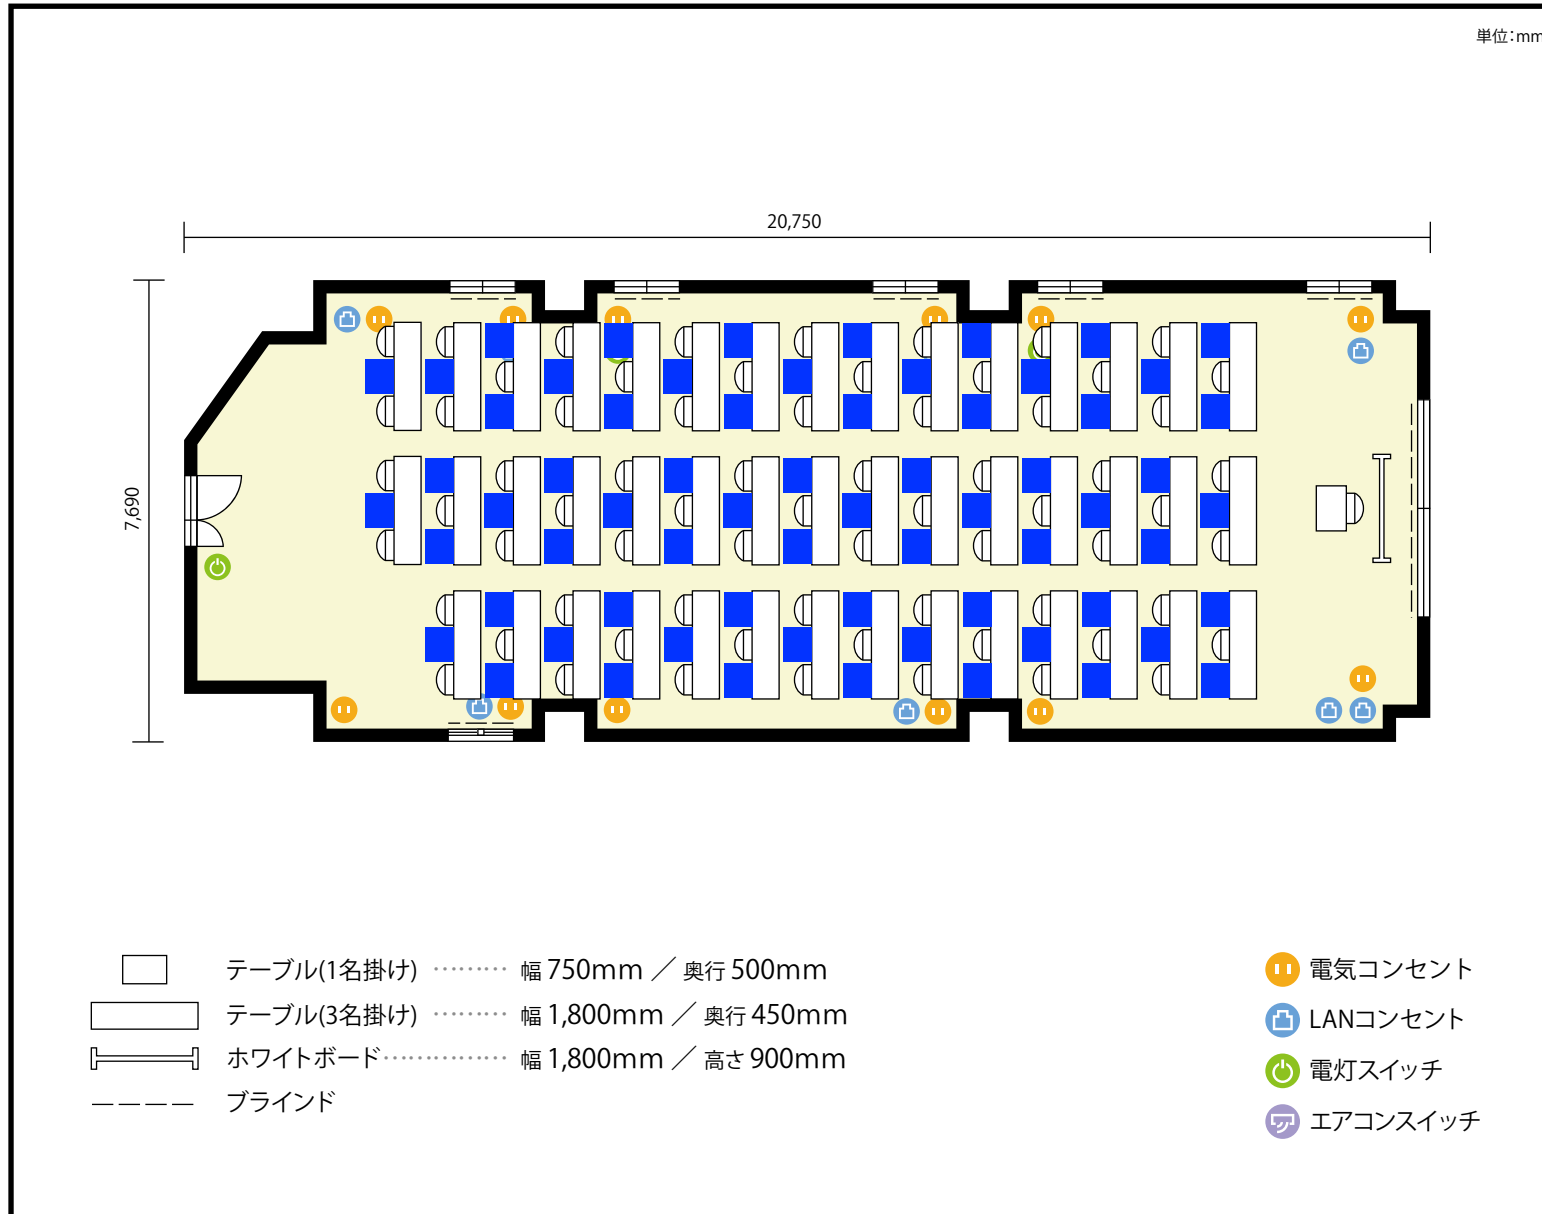 単位:mm
20,750
7,690
テーブル(1名掛け) ········· 幅 750mm ／ 奥行 500mm
テーブル(3名掛け) ········· 幅 1,800mm ／ 奥行 450mm
ホワイトボード··············· 幅 1,800mm ／ 高さ 900mm
ブラインド
電気コンセント
LANコンセント
電灯スイッチ
エアコンスイッチ